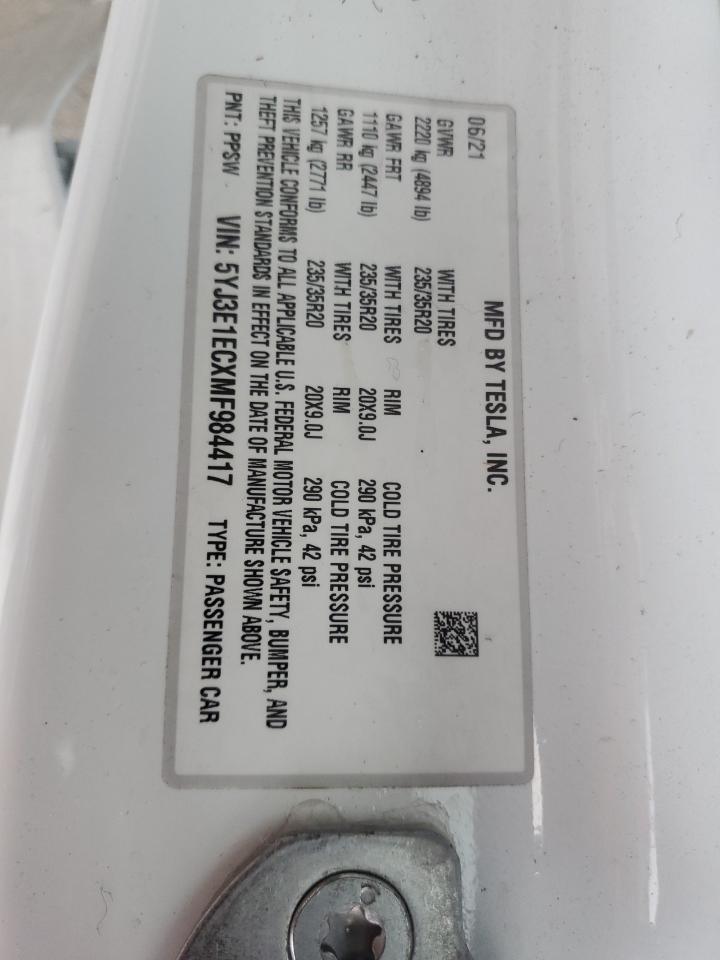 MFD BY TESLA, INC.
06/21
GVWR WITH TIRES
2220 kg (4894 lb) 235/35R20
GAWR FRT WITH TIRES RIM COLD TIRE PRESSURE
1110 kg (2447 lb) 235/35R20 20X9.0J 290 kPa, 42 psi
GAWR RR WITH TIRES RIM COLD TIRE PRESSURE
1257 kg (2771 lb) 235/35R20 20X9.0J 290 kPa, 42 psi
THIS VEHICLE CONFORMS TO ALL APPLICABLE U.S. FEDERAL MOTOR VEHICLE SAFETY, BUMPER, AND
THEFT PREVENTION STANDARDS IN EFFECT ON THE DATE OF MANUFACTURE SHOWN ABOVE.
PNT: PPSW VIN: 5YJ3E1ECXMF984417 TYPE: PASSENGER CAR